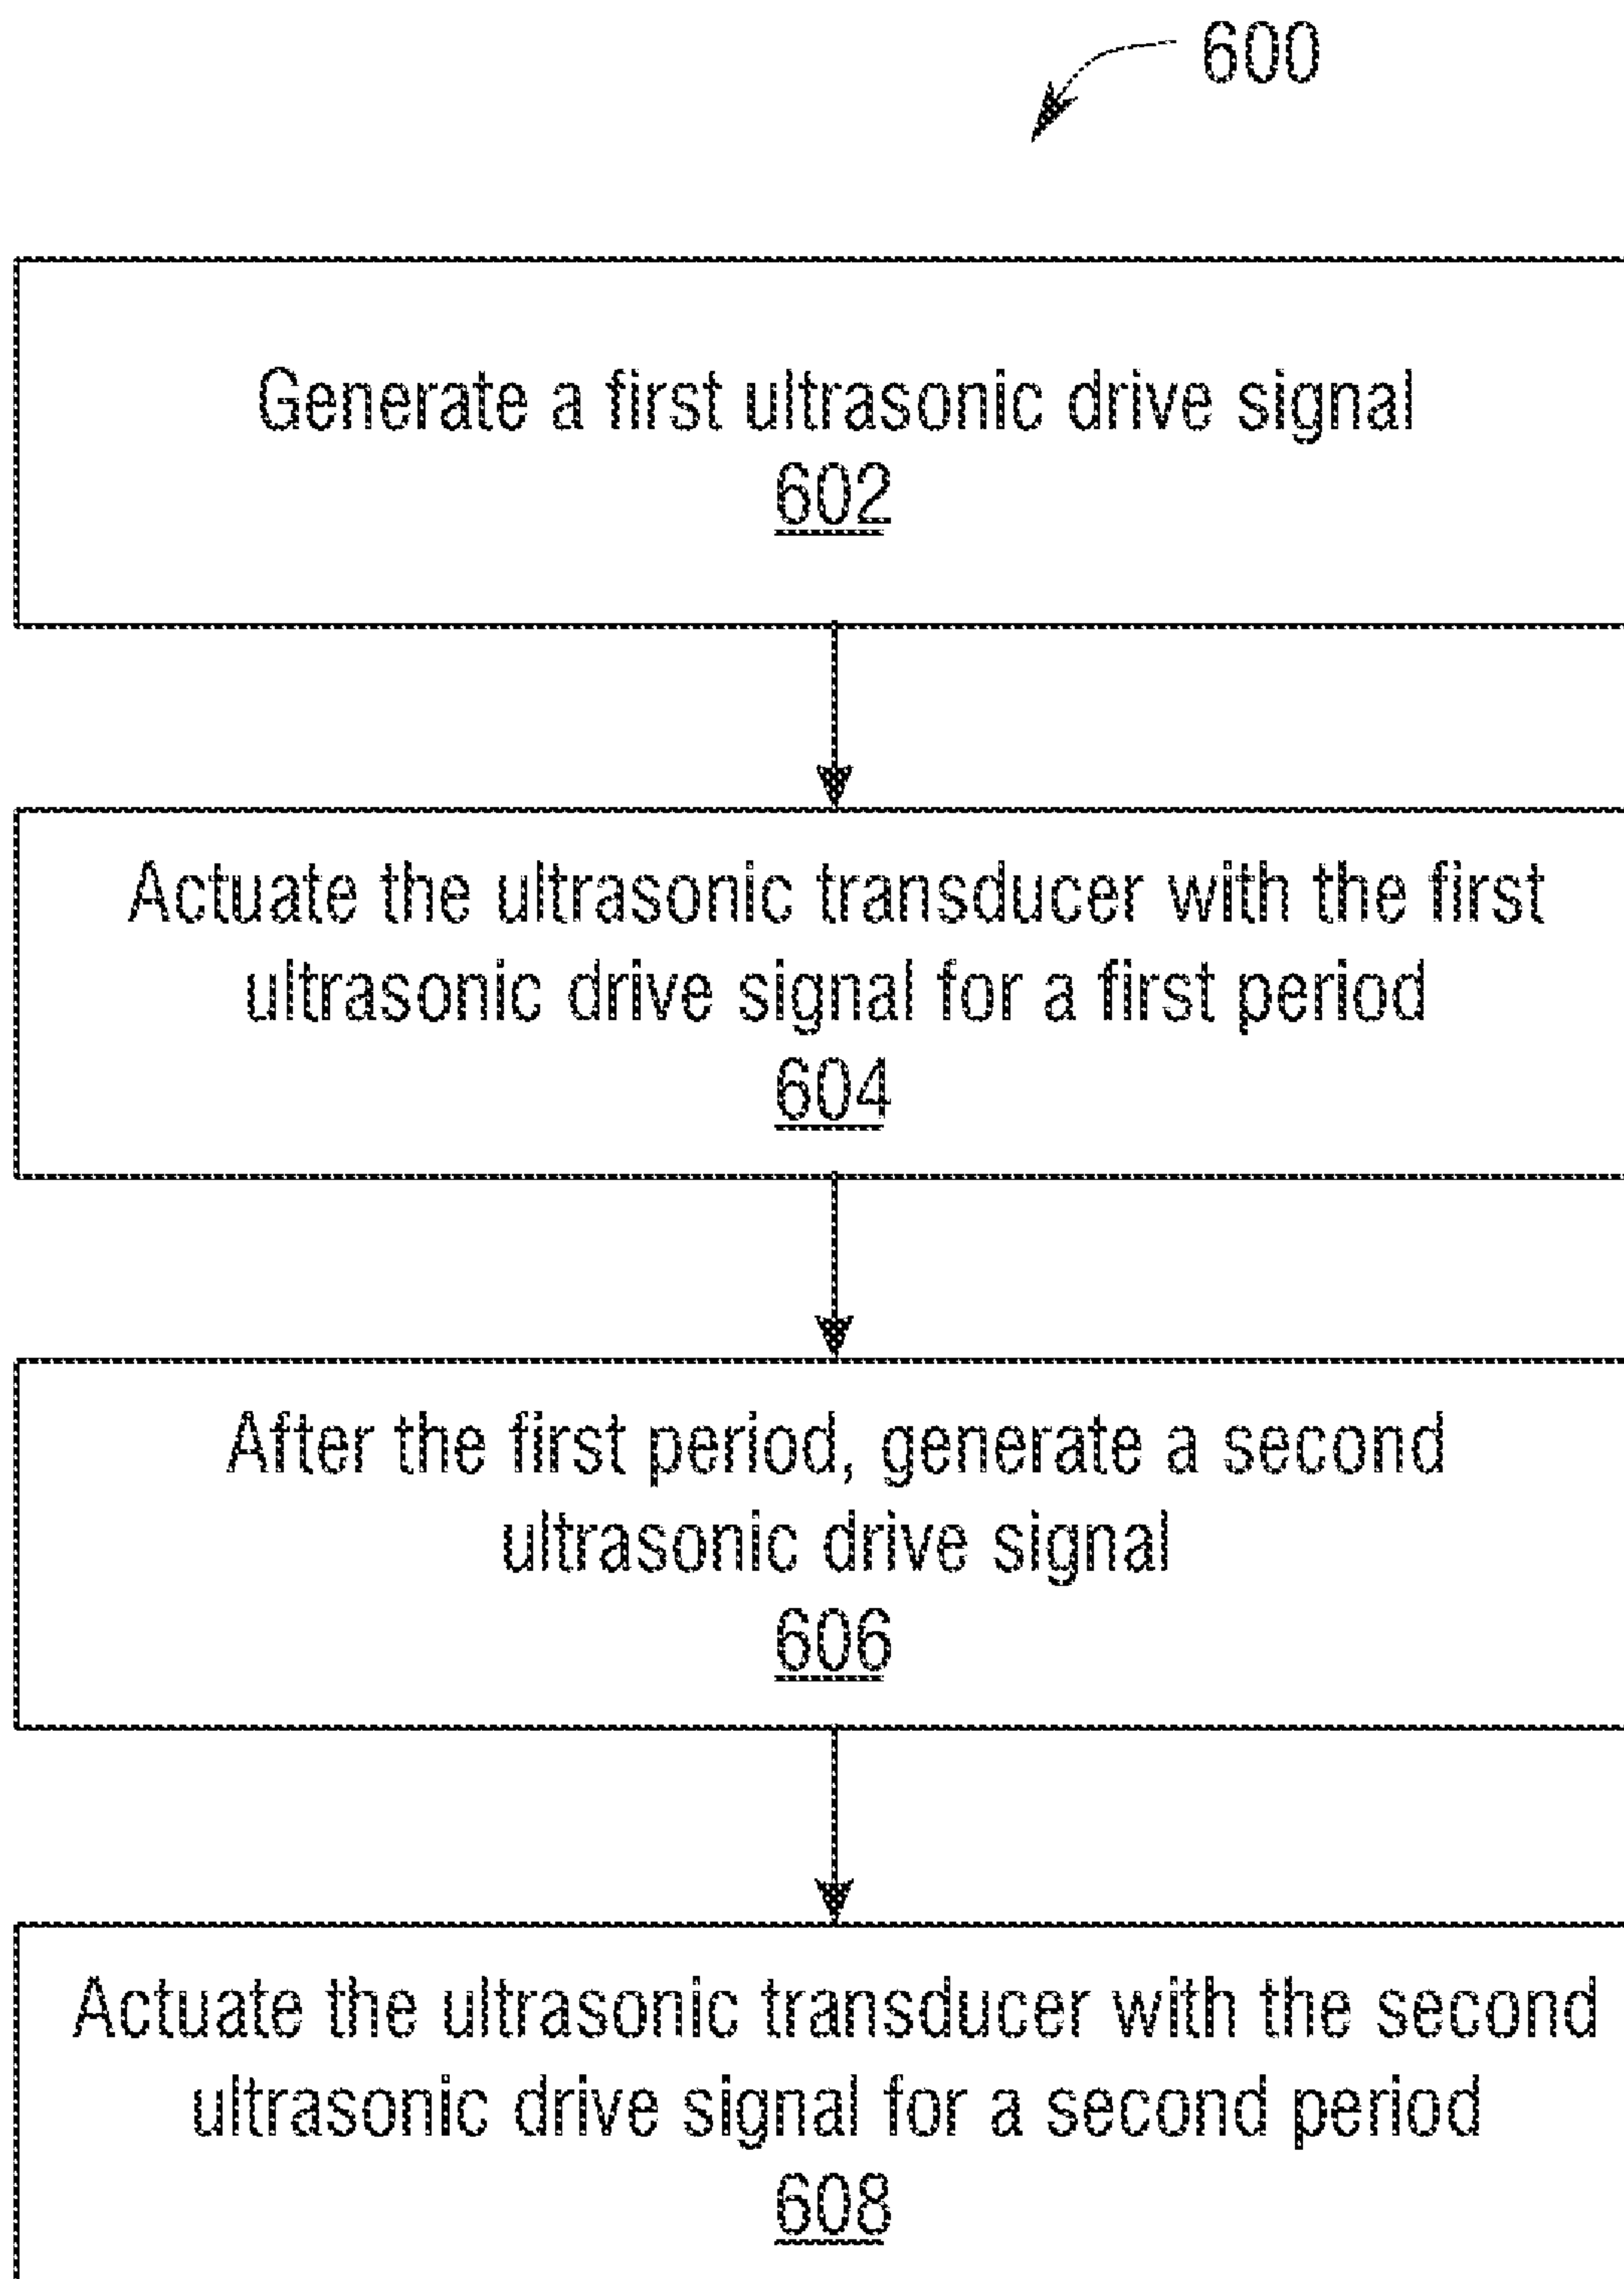 600
Generate a first ultrasonic drive signal
602
Actuate the ultrasonic transducer with the first
ultrasonic drive signal for a first period
604
After the first period, generate a second
ultrasonic drive signal
606
Actuate the ultrasonic transducer with the second
ultrasonic drive signal for a second period
608